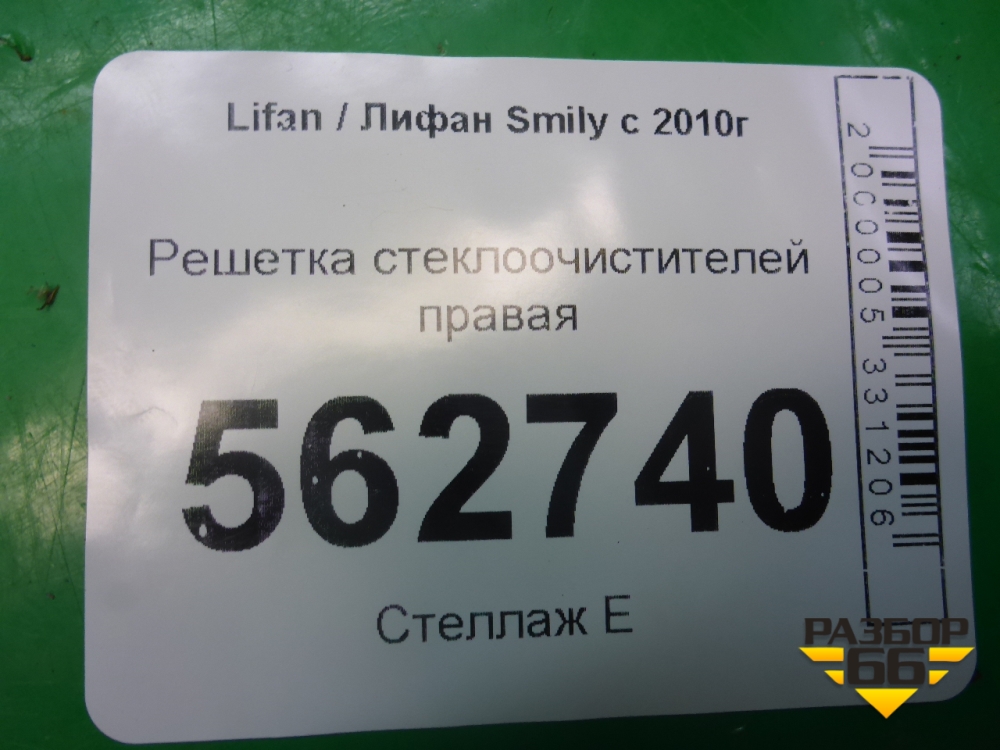 Lifan / Лифан Smily с 2010г
Решетка стеклоочистителей
правая
562740
Стеллаж Е
2000005331206
РАЗБОР
66